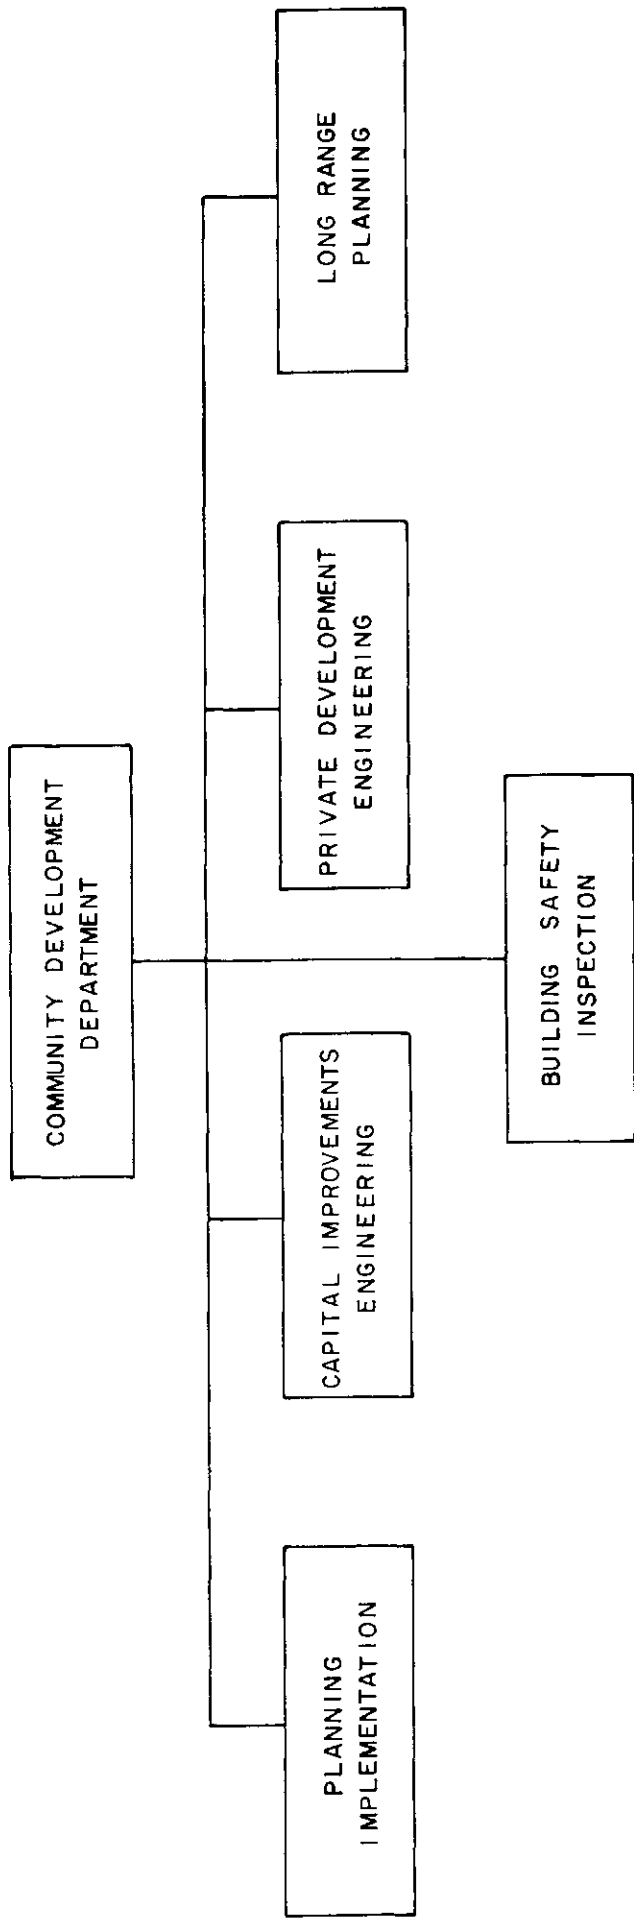 COMMUNITY DEVELOPMENT
DEPARTMENT
PLANNING
IMPLEMENTATION
CAPITAL IMPROVEMENTS
ENGINEERING
PRIVATE DEVELOPMENT
ENGINEERING
LONG RANGE
PLANNING
BUILDING SAFETY
INSPECTION